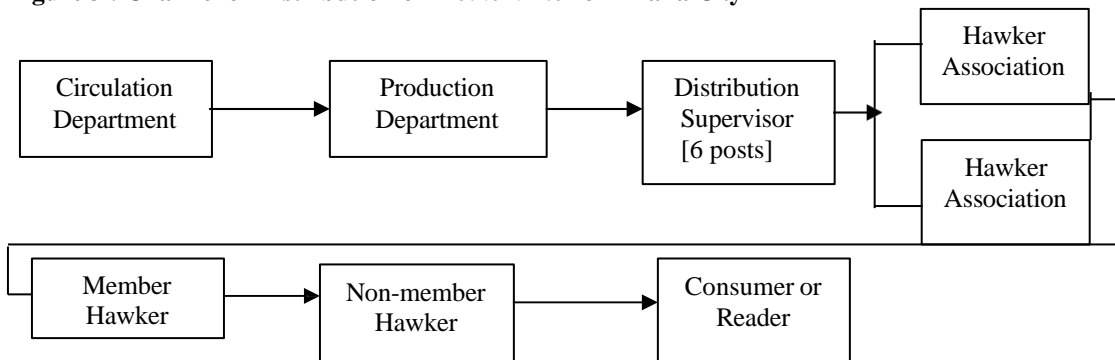 Circulation
Department
Production
Department
Distribution
Supervisor
[6 posts]
Hawker
Association
Hawker
Association
Member
Hawker
Non-member
Hawker
Consumer or
Reader